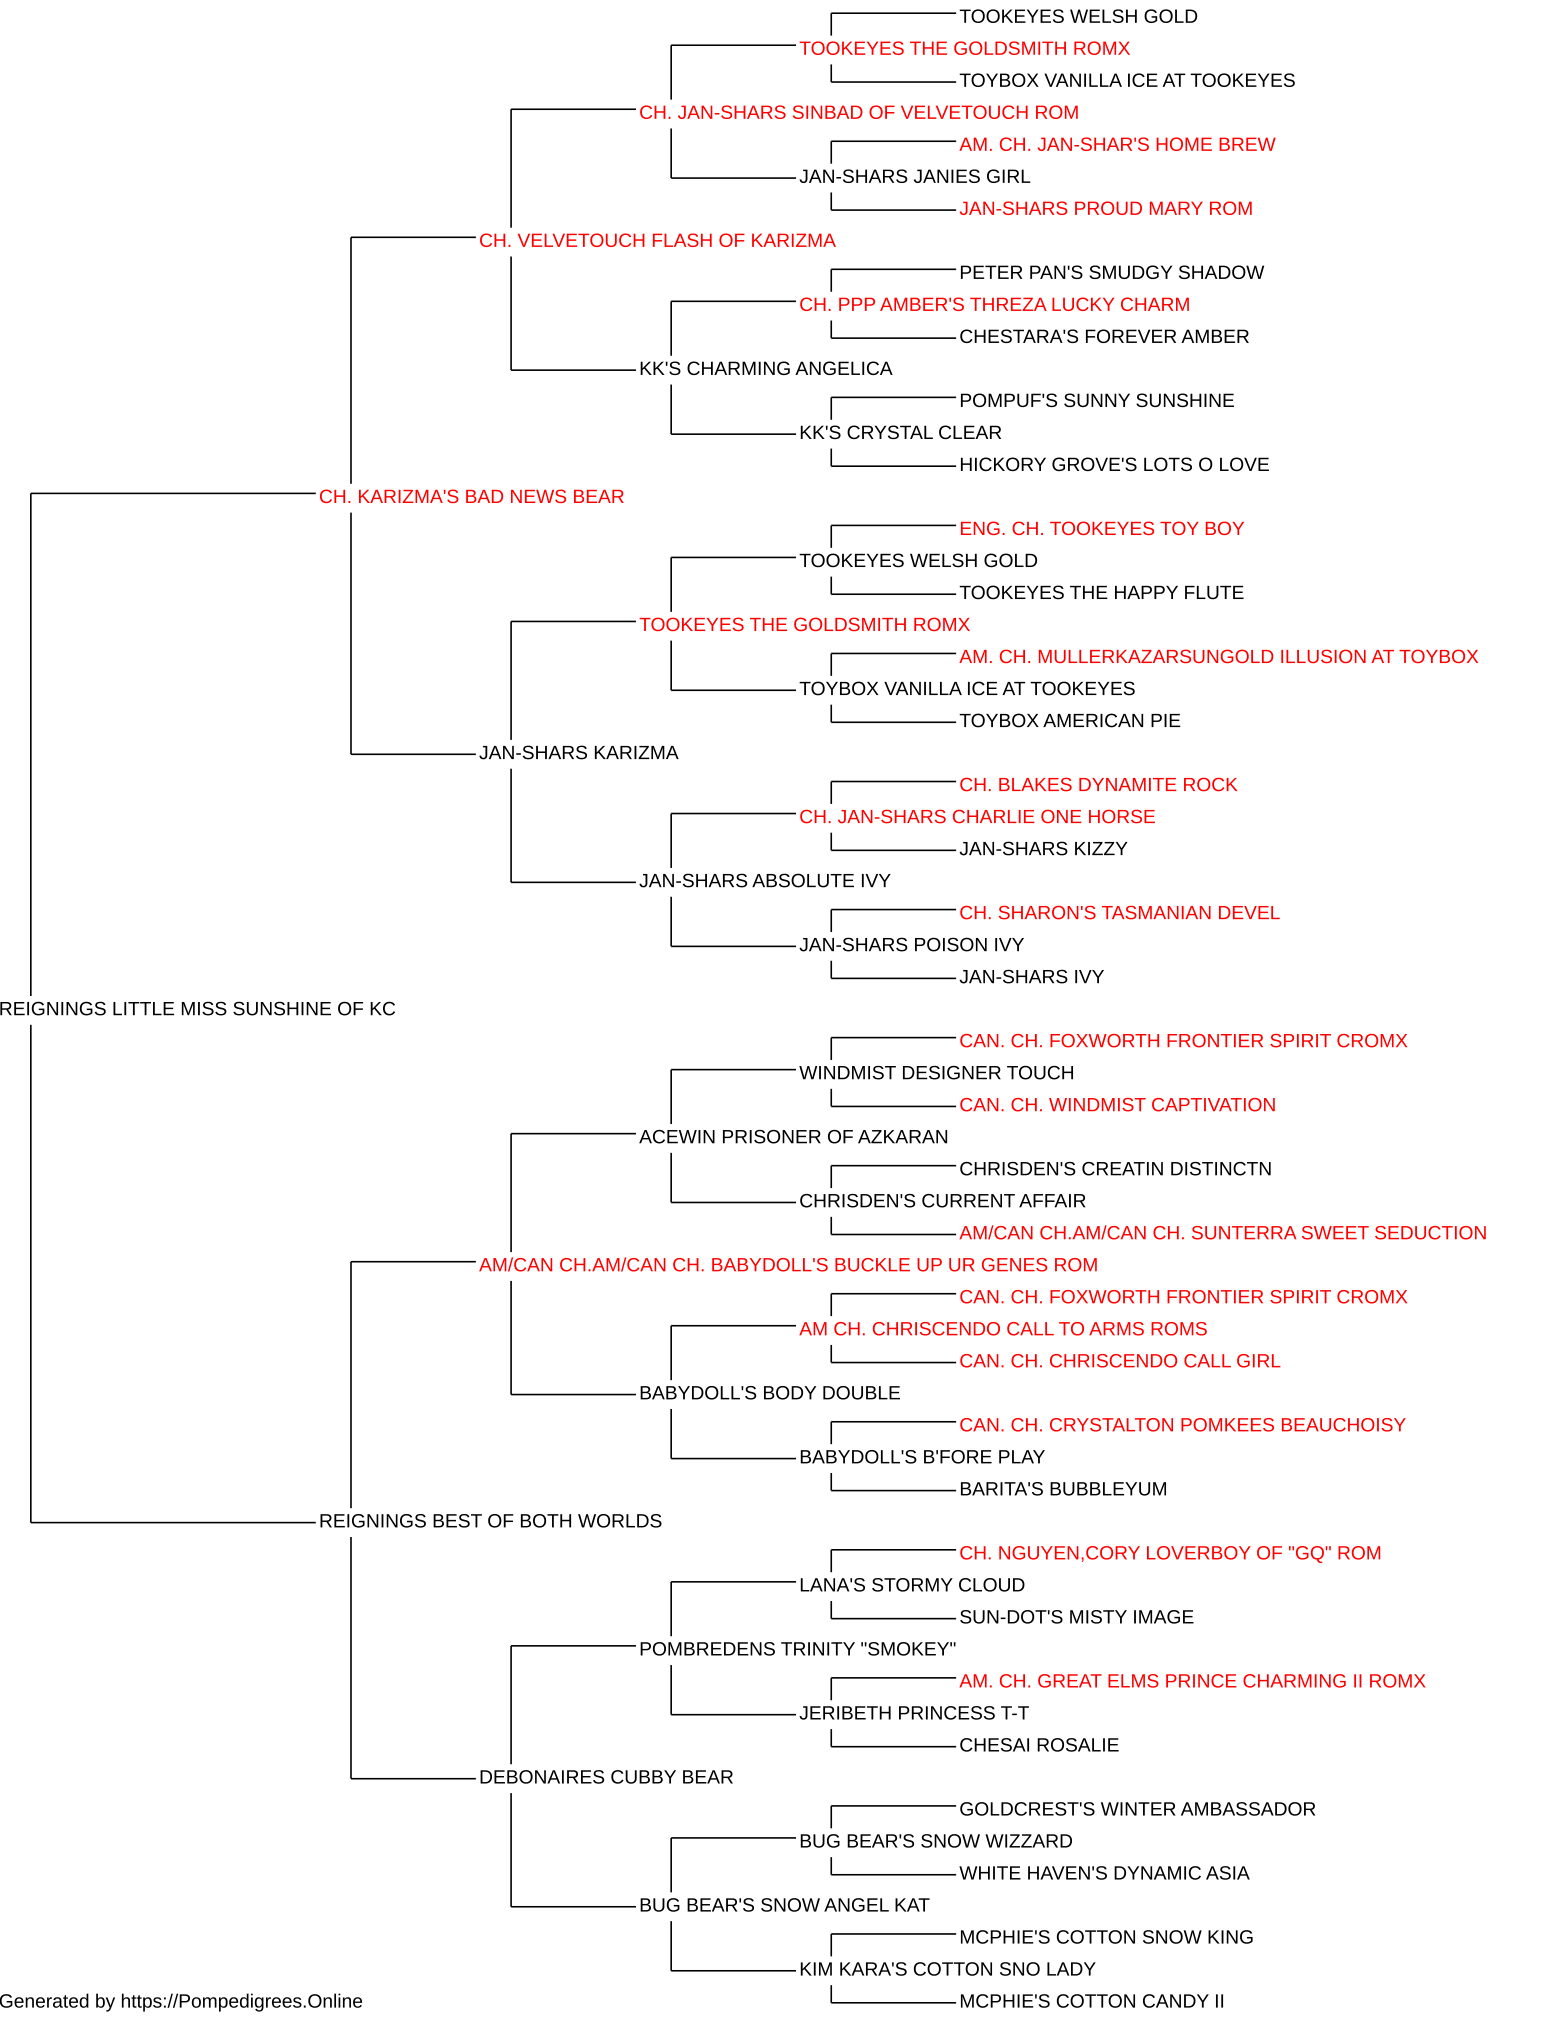 TOOKEYES WELSH GOLD
TOOKEYES THE GOLDSMITH ROMX
TOYBOX VANILLA ICE AT TOOKEYES
CH. JAN-SHARS SINBAD OF VELVETOUCH ROM
AM. CH. JAN-SHAR'S HOME BREW
JAN-SHARS JANIES GIRL
JAN-SHARS PROUD MARY ROM
CH. VELVETOUCH FLASH OF KARIZMA
PETER PAN'S SMUDGY SHADOW
CH. PPP AMBER'S THREZA LUCKY CHARM
CHESTARA'S FOREVER AMBER
KK'S CHARMING ANGELICA
POMPUF'S SUNNY SUNSHINE
KK'S CRYSTAL CLEAR
HICKORY GROVE'S LOTS O LOVE
CH. KARIZMA'S BAD NEWS BEAR
ENG. CH. TOOKEYES TOY BOY
TOOKEYES WELSH GOLD
TOOKEYES THE HAPPY FLUTE
TOOKEYES THE GOLDSMITH ROMX
AM. CH. MULLERKAZARSUNGOLD ILLUSION AT TOYBOX
TOYBOX VANILLA ICE AT TOOKEYES
TOYBOX AMERICAN PIE
JAN-SHARS KARIZMA
CH. BLAKES DYNAMITE ROCK
CH. JAN-SHARS CHARLIE ONE HORSE
JAN-SHARS KIZZY
JAN-SHARS ABSOLUTE IVY
CH. SHARON'S TASMANIAN DEVEL
JAN-SHARS POISON IVY
JAN-SHARS IVY
REIGNINGS LITTLE MISS SUNSHINE OF KC
CAN. CH. FOXWORTH FRONTIER SPIRIT CROMX
WINDMIST DESIGNER TOUCH
CAN. CH. WINDMIST CAPTIVATION
ACEWIN PRISONER OF AZKARAN
CHRISDEN'S CREATIN DISTINCTN
CHRISDEN'S CURRENT AFFAIR
AM/CAN CH.AM/CAN CH. SUNTERRA SWEET SEDUCTION
AM/CAN CH.AM/CAN CH. BABYDOLL'S BUCKLE UP UR GENES ROM
CAN. CH. FOXWORTH FRONTIER SPIRIT CROMX
AM CH. CHRISCENDO CALL TO ARMS ROMS
CAN. CH. CHRISCENDO CALL GIRL
BABYDOLL'S BODY DOUBLE
CAN. CH. CRYSTALTON POMKEES BEAUCHOISY
BABYDOLL'S B'FORE PLAY
BARITA'S BUBBLEYUM
REIGNINGS BEST OF BOTH WORLDS
CH. NGUYEN,CORY LOVERBOY OF "GQ" ROM
LANA'S STORMY CLOUD
SUN-DOT'S MISTY IMAGE
POMBREDENS TRINITY "SMOKEY"
AM. CH. GREAT ELMS PRINCE CHARMING II ROMX
JERIBETH PRINCESS T-T
CHESAI ROSALIE
DEBONAIRES CUBBY BEAR
GOLDCREST'S WINTER AMBASSADOR
BUG BEAR'S SNOW WIZZARD
WHITE HAVEN'S DYNAMIC ASIA
BUG BEAR'S SNOW ANGEL KAT
MCPHIE'S COTTON SNOW KING
KIM KARA'S COTTON SNO LADY
MCPHIE'S COTTON CANDY II
Generated by https://Pompedigrees.Online